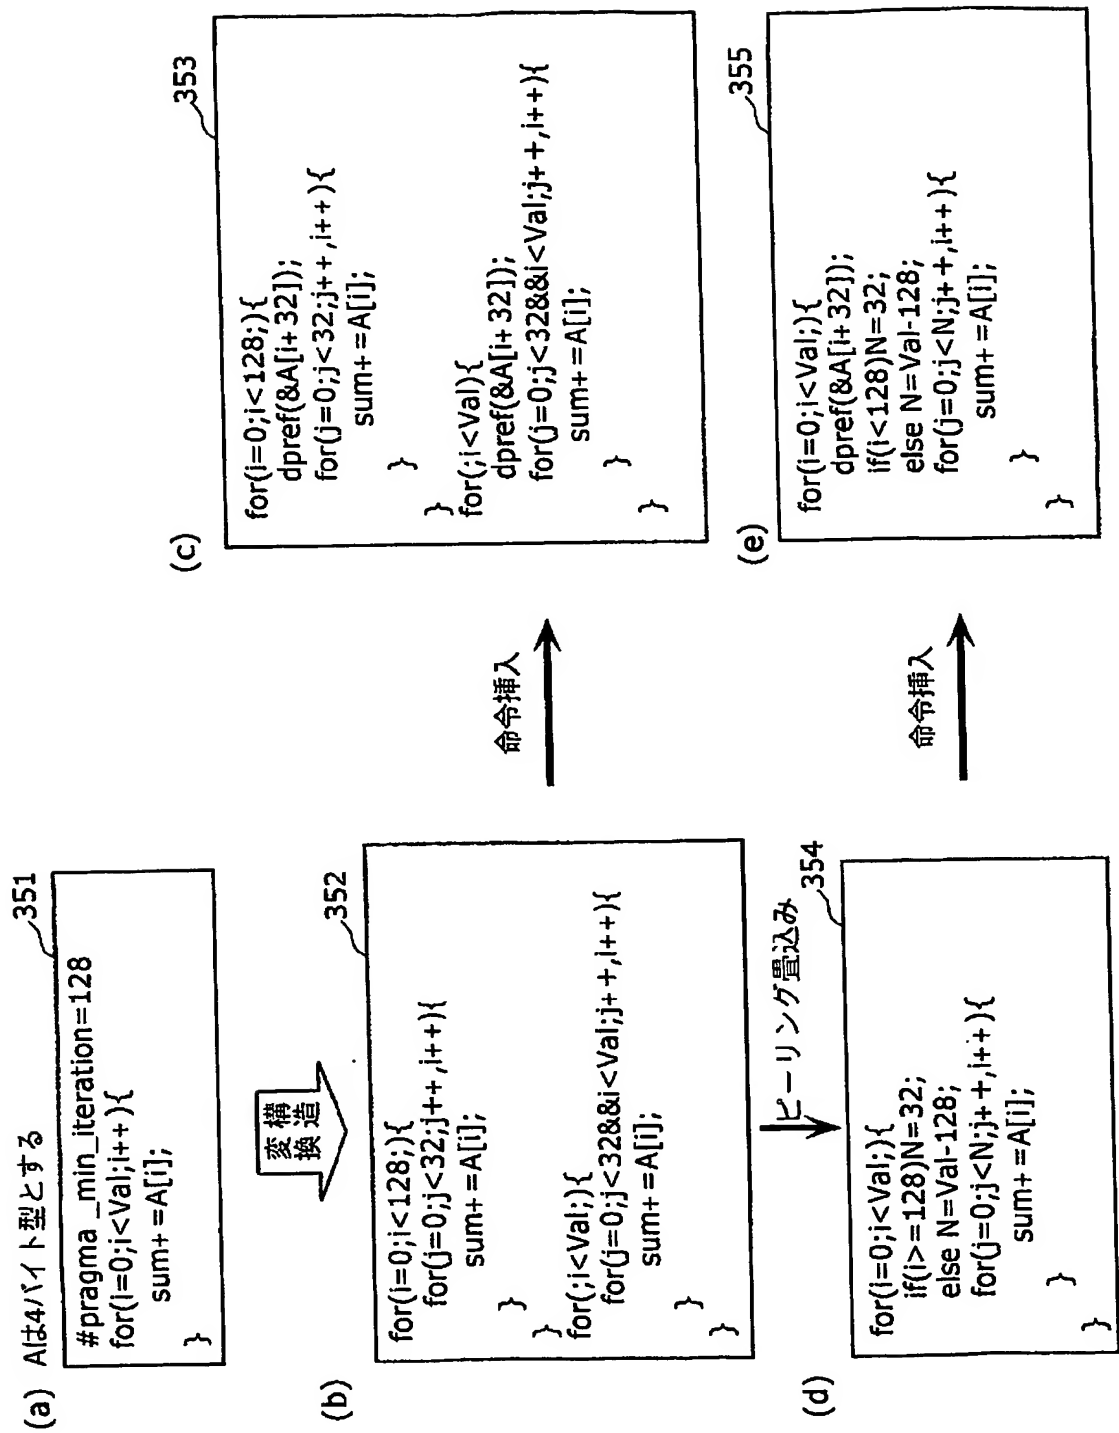 (a) Aは4バイト型とする
351
#pragma _min_iteration=128
for(i=0;i<Val;i++){
sum+=A[i];
}
構造
変換
(b)
352
for(i=0;i<128;){
for(j=0;j<32;j++,i++){
sum+=A[i];
}
}
for(;i<Val;){
for(j=0;j<32&&i<Val;j++,i++){
sum+=A[i];
}
}
命令挿入
(c)
353
for(i=0;i<128;){
dpref(&A[i+32]);
for(j=0;j<32;j++,i++){
sum+=A[i];
}
}
for(;i<Val){
dpref(&A[i+32]);
for(j=0;j<32&&i<Val;j++,i++){
sum+=A[i];
}
}
ピーリング畳込み
(d)
354
for(i=0;i<Val;){
if(i>=128)N=32;
else N=Val-128;
for(j=0;j<N;j++,i++){
sum+=A[i];
}
}
命令挿入
(e)
355
for(i=0;i<Val;){
dpref(&A[i+32]);
if(i<128)N=32;
else N=Val-128;
for(j=0;j<N;j++,i++){
sum+=A[i];
}
}